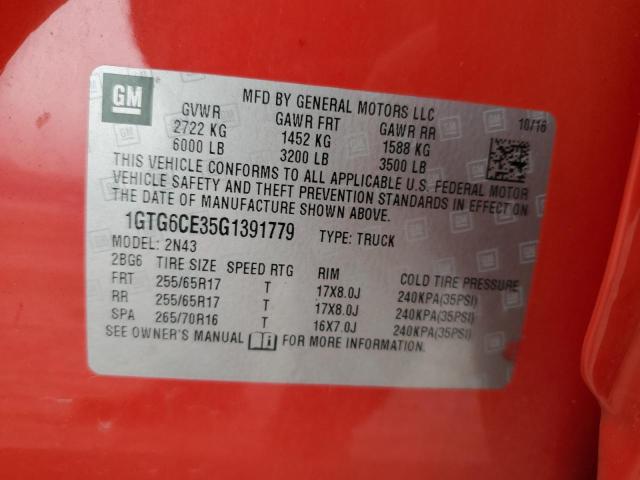 GM
MFD BY GENERAL MOTORS LLC
10/16
GVWR GAWR FRT GAWR RR
2722 KG 1452 KG 1588 KG
6000 LB 3200 LB 3500 LB
THIS VEHICLE CONFORMS TO ALL APPLICABLE U.S. FEDERAL MOTOR
VEHICLE SAFETY AND THEFT PREVENTION STANDARDS IN EFFECT ON
THE DATE OF MANUFACTURE SHOWN ABOVE.
1GTG6CE35G1391779 TYPE: TRUCK
MODEL: 2N43
2BG6 TIRE SIZE SPEED RTG RIM COLD TIRE PRESSURE
FRT 255/65R17 T 17X8.0J 240KPA(35PSI)
RR 255/65R17 T 17X8.0J 240KPA(35PSI)
SPA 265/70R16 T 16X7.0J 240KPA(35PSI)
SEE OWNER'S MANUAL FOR MORE INFORMATION.